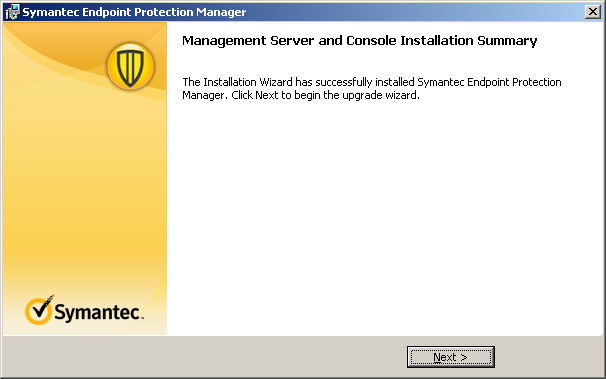 Symantec Endpoint Protection Manager
Management Server and Console Installation Summary
The Installation Wizard has successfully installed Symantec Endpoint Protection
Manager. Click Next to begin the upgrade wizard.
Symantec.
Next >